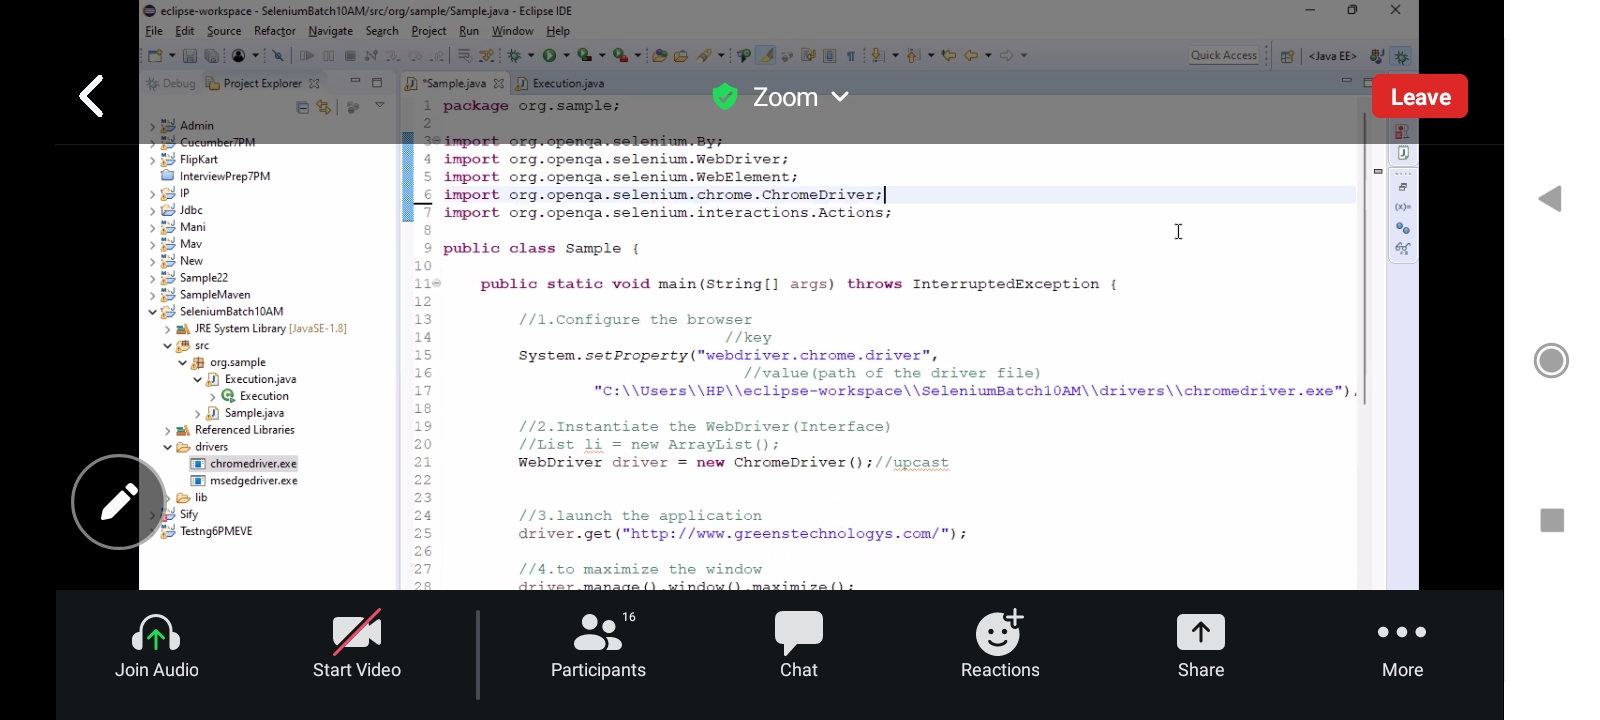 eclipse-workspace - SeleniumBatch10AM/src/org/sample/Sample.java - Eclipse IDE
File Edit Source Refactor Navigate Search Project Run Window Help
Quick Access <Java EE>
Debug Project Explorer *Sample.java Execution.java
Zoom
Leave
Admin
Cucumber7PM
FlipKart
InterviewPrep7PM
IP
Jdbc
Mani
Mav
New
Sample22
SampleMaven
SeleniumBatch10AM
JRE System Library [JavaSE-1.8]
src
org.sample
Execution.java
Execution
Sample.java
Referenced Libraries
drivers
chromedriver.exe
msedgedriver.exe
lib
Sify
Testng6PMEVE
1 package org.sample;
2
3 import org.openqa.selenium.By;
4 import org.openqa.selenium.WebDriver;
5 import org.openqa.selenium.WebElement;
6 import org.openqa.selenium.chrome.ChromeDriver;
7 import org.openqa.selenium.interactions.Actions;
8
9 public class Sample {
10
11 public static void main(String[] args) throws InterruptedException {
12
13 //1.Configure the browser
14 //key
15 System.setProperty("webdriver.chrome.driver",
16 //value(path of the driver file)
17 "C:\\Users\\HP\\eclipse-workspace\\SeleniumBatch10AM\\drivers\\chromedriver.exe")
18
19 //2.Instantiate the WebDriver(Interface)
20 //List li = new ArrayList();
21 WebDriver driver = new ChromeDriver();//upcast
22
23
24 //3.launch the application
25 driver.get("http://www.greenstechnologys.com/");
26
27 //4.to maximize the window
28 driver.manage().window().maximize();
(x)=
Join Audio
Start Video
16
Participants
Chat
Reactions
Share
More